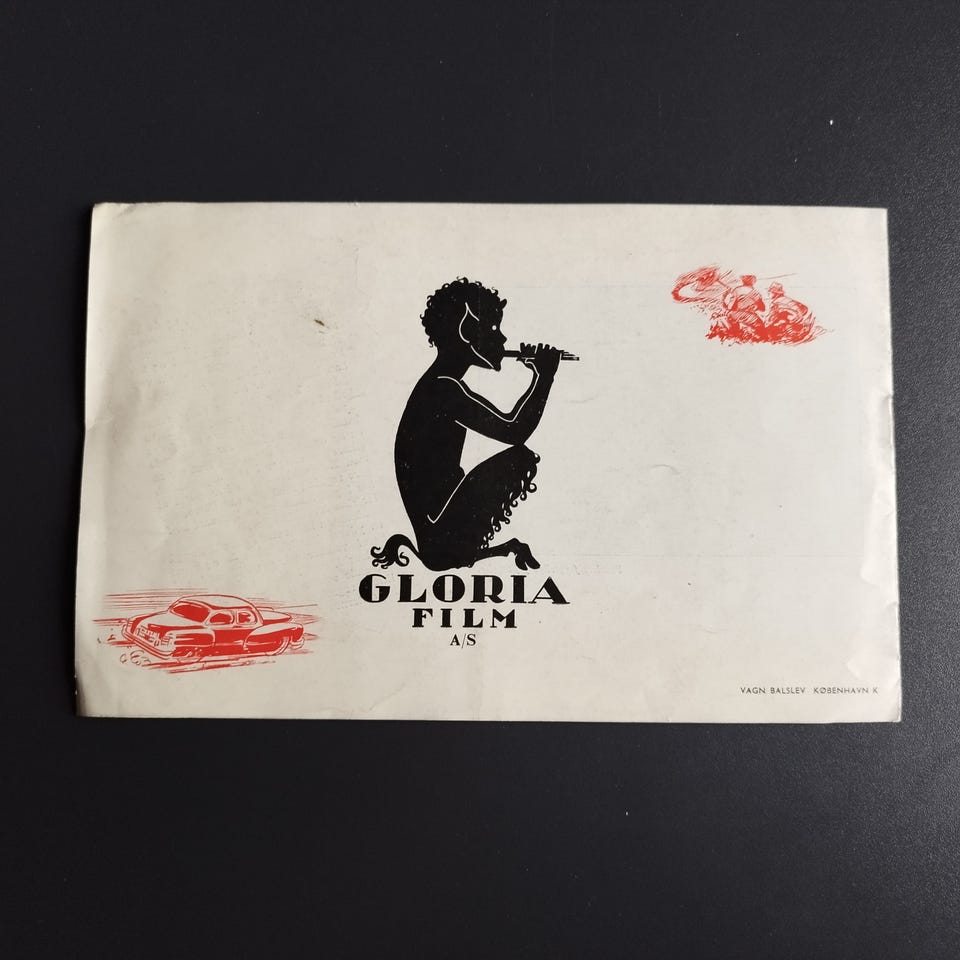 GLORIA
FILM
A/S
VAGN BALSLEV KØBENHAVN K